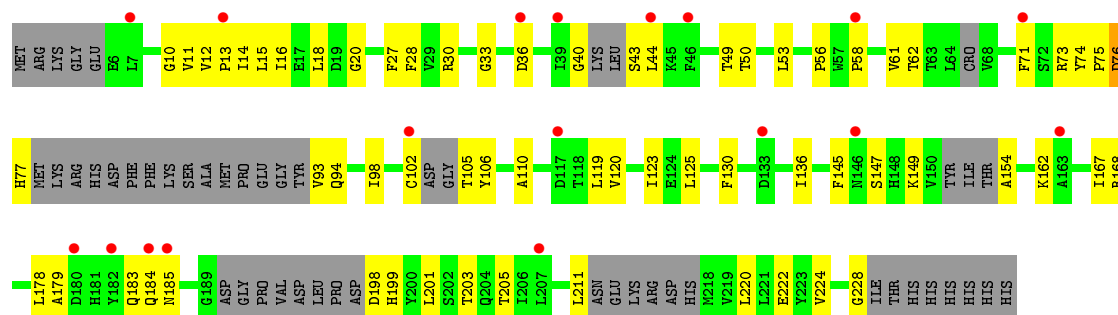 MET ARG LYS GLY GLU E6 L7 G10 V11 V12 P13 I14 L15 I16 E17 L18 D19 G20 F27 F28 V29 R30 G33 D36 I39 G40 LYS LEU S43 L44 K45 F46 T49 T50 L53 P56 W57 P58 V61 T62 T63 L64 CRO V68 F71 S72 R73 Y74 P75 D76
H77 MET LYS ARG HIS ASP PHE PHE LYS SER ALA MET PRO GLU GLY TYR V93 Q94 I98 C102 ASP GLY T105 Y106 A110 D117 T118 L119 V120 I123 E124 L125 F130 D133 I136 F145 N146 S147 H148 K149 V150 TYR ILE THR A154 K162 A163 I167 R168
L178 A179 D180 H181 Y182 Q183 Q184 N185 G189 ASP GLY PRO VAL ASP LEU PRO ASP D198 H199 Y200 L201 S202 T203 Q204 T205 I206 L207 L211 ASN GLU LYS ARG ASP HIS M218 V219 L220 L221 E222 Y223 V224 G228 ILE THR HIS HIS HIS HIS HIS HIS